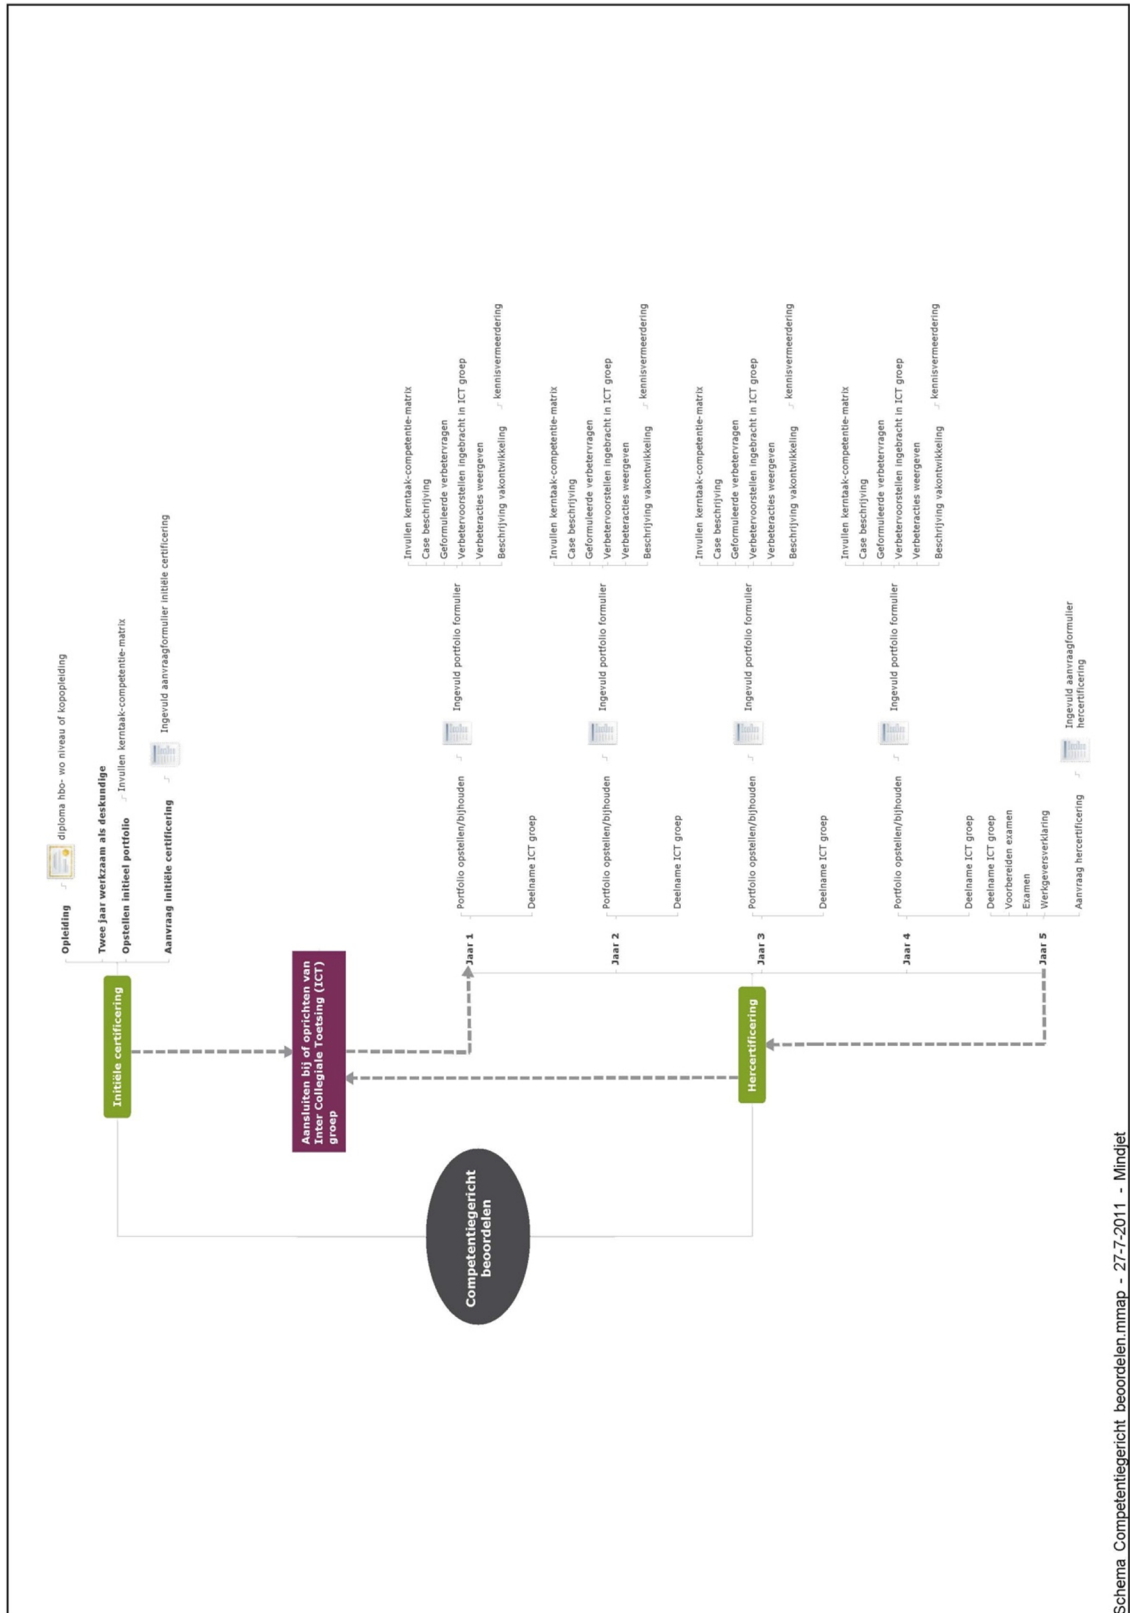 Competentiegericht
beoordelen
Initiële certificering
Opleiding
diploma hbo- wo niveau of kopopleiding
Twee jaar werkzaam als deskundige
Opstellen initieel portfolio
Invullen kerntaak-competentie-matrix
Aanvraag initiële certificering
Ingevuld aanvraagformulier initiële certificering
Aansluiten bij of oprichten van
Inter Collegiale Toetsing (ICT)
groep
Hercertificering
Jaar 1
Portfolio opstellen/bijhouden
Ingevuld portfolio formulier
Invullen kerntaak-competentie-matrix
Case beschrijving
Geformuleerde verbetervragen
Verbetervoorstellen ingebracht in ICT groep
Verbeteracties weergeven
Beschrijving vakontwikkeling
kennisvermeerdering
Deelname ICT groep
Jaar 2
Portfolio opstellen/bijhouden
Ingevuld portfolio formulier
Invullen kerntaak-competentie-matrix
Case beschrijving
Geformuleerde verbetervragen
Verbetervoorstellen ingebracht in ICT groep
Verbeteracties weergeven
Beschrijving vakontwikkeling
kennisvermeerdering
Deelname ICT groep
Jaar 3
Portfolio opstellen/bijhouden
Ingevuld portfolio formulier
Invullen kerntaak-competentie-matrix
Case beschrijving
Geformuleerde verbetervragen
Verbetervoorstellen ingebracht in ICT groep
Verbeteracties weergeven
Beschrijving vakontwikkeling
kennisvermeerdering
Deelname ICT groep
Jaar 4
Portfolio opstellen/bijhouden
Ingevuld portfolio formulier
Invullen kerntaak-competentie-matrix
Case beschrijving
Geformuleerde verbetervragen
Verbetervoorstellen ingebracht in ICT groep
Verbeteracties weergeven
Beschrijving vakontwikkeling
kennisvermeerdering
Deelname ICT groep
Jaar 5
Deelname ICT groep
Voorbereiden examen
Examen
Werkgeversverklaring
Aanvraag hercertificering
Ingevuld aanvraagformulier
hercertificering
Schema Competentiegericht beoordelen.mmap - 27-7-2011 - Mindjet